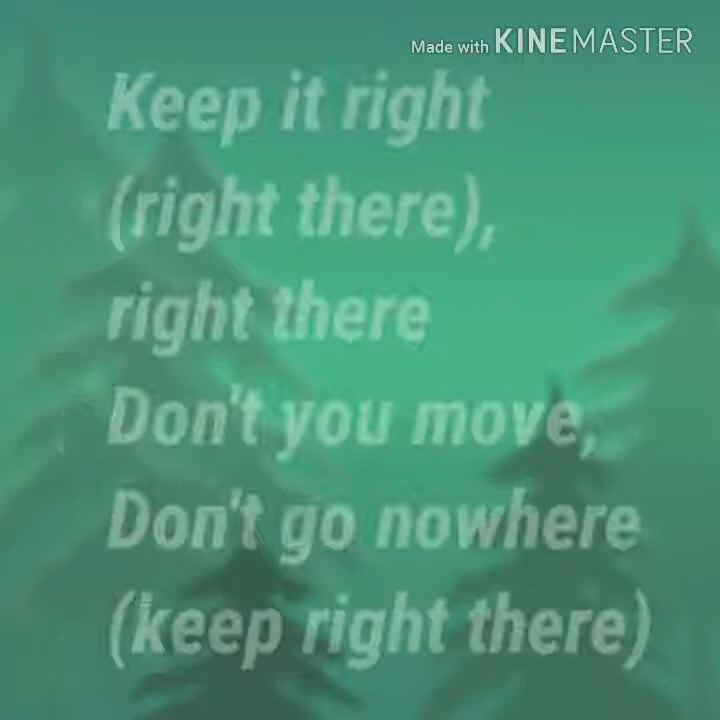 Made with KINEMASTER
Keep it right
(right there),
right there
Don't you move,
Don't go nowhere
(keep right there)